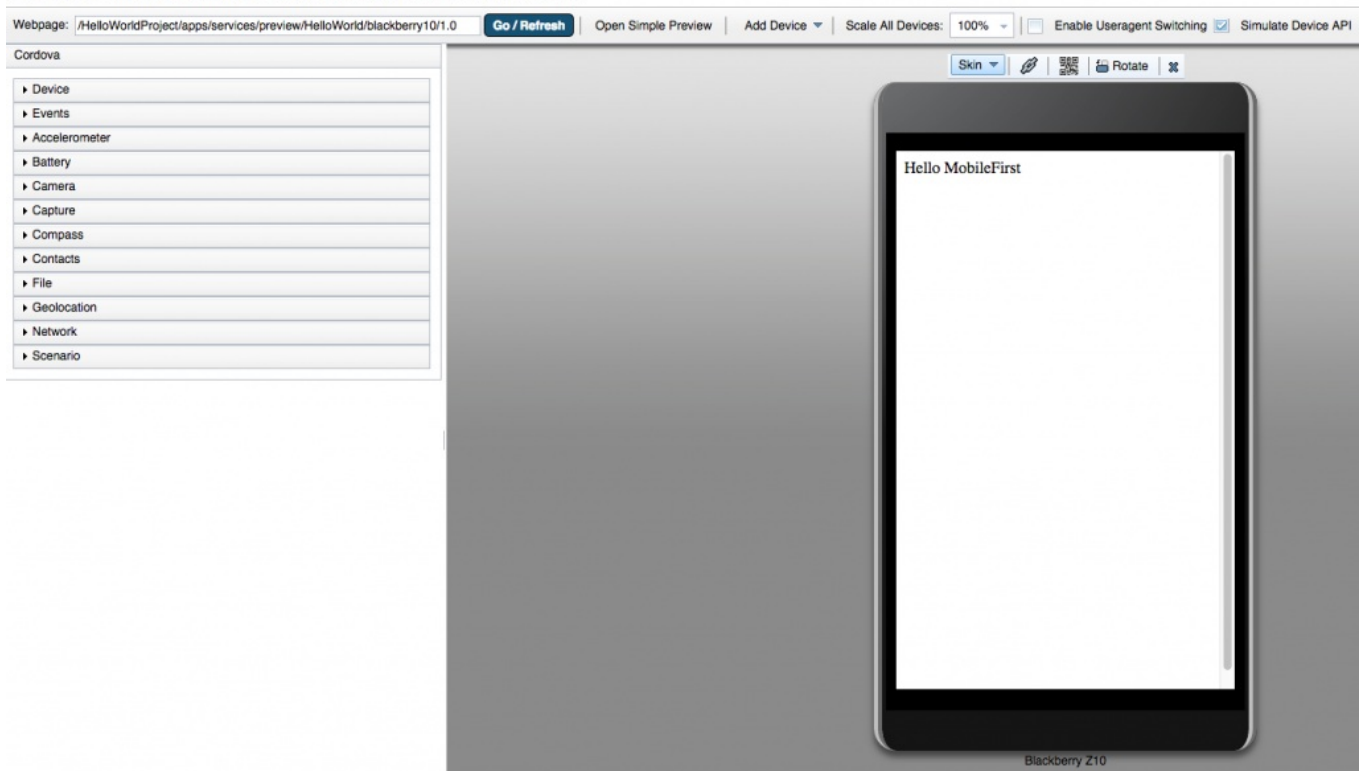 Webpage: /HelloWorldProject/apps/services/preview/HelloWorld/blackberry10/1.0 Go / Refresh Open Simple Preview Add Device Scale All Devices: 100% Enable Useragent Switching Simulate Device API
Cordova
Skin Rotate
Device
Events
Accelerometer
Battery
Camera
Capture
Compass
Contacts
File
Geolocation
Network
Scenario
Hello MobileFirst
Blackberry Z10